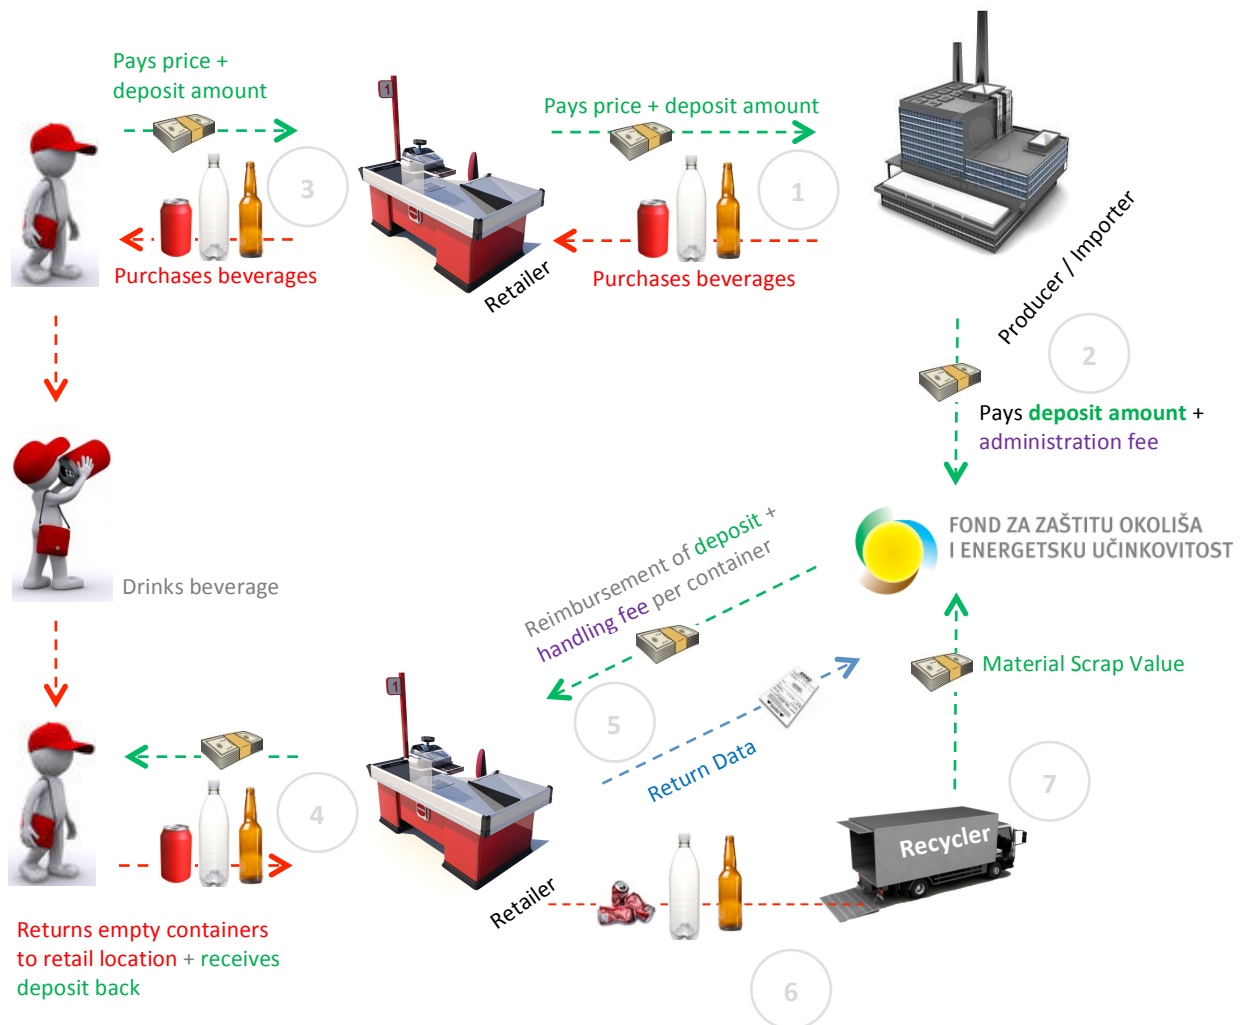 Pays price +
deposit amount
1
Pays price + deposit amount
3
1
Purchases beverages
Retailer
Purchases beverages
Producer / Importer
2
Pays deposit amount +
administration fee
FOND ZA ZAŠTITU OKOLIŠA
I ENERGETSKU UČINKOVITOST
Drinks beverage
Reimbursement of deposit +
handling fee per container
Material Scrap Value
1
5
Return Data
4
7
Recycler
Retailer
Returns empty containers
to retail location + receives
deposit back
6